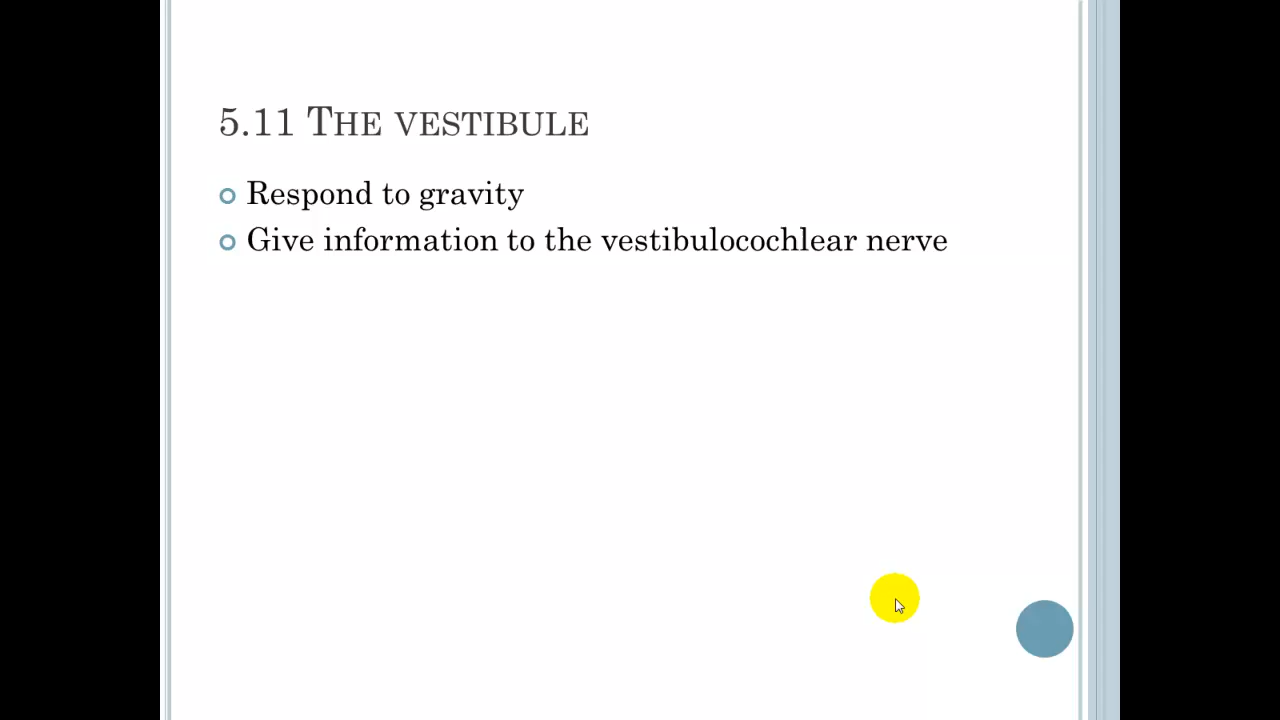 5.11 The vestibule
Respond to gravity
Give information to the vestibulocochlear nerve